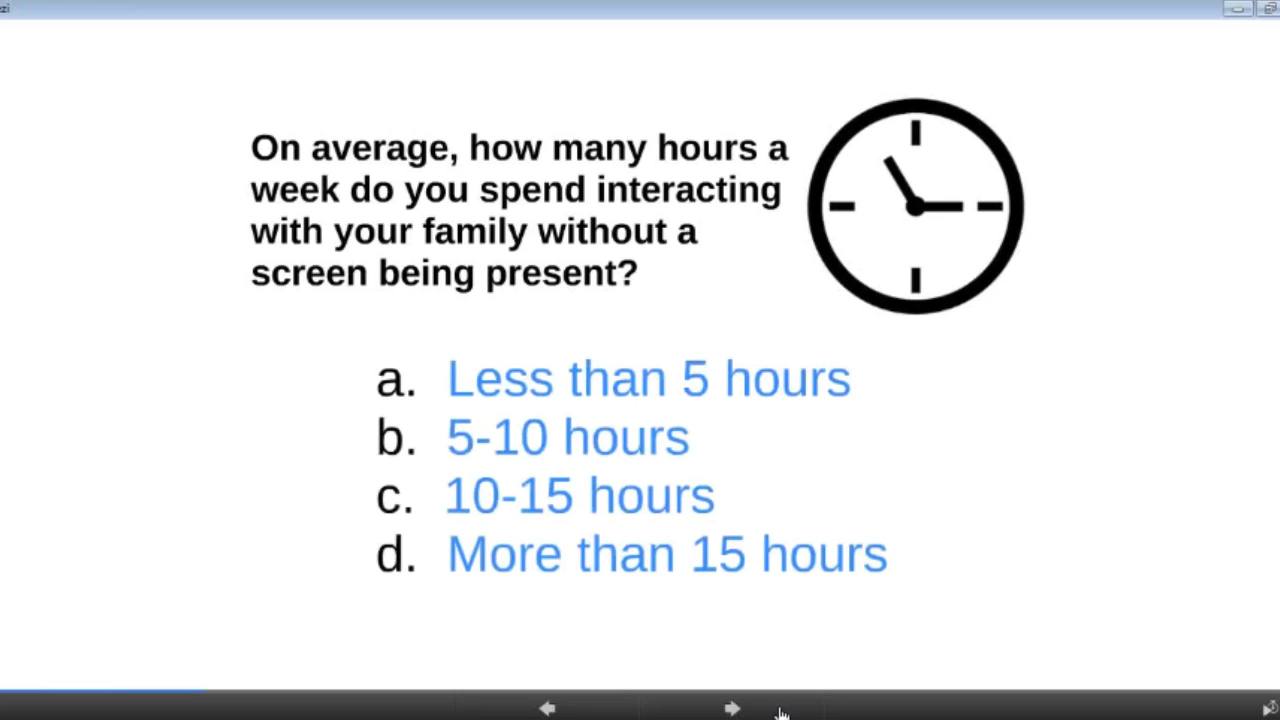 On average, how many hours a
week do you spend interacting
with your family without a
screen being present?
a. Less than 5 hours
b. 5-10 hours
c. 10-15 hours
d. More than 15 hours